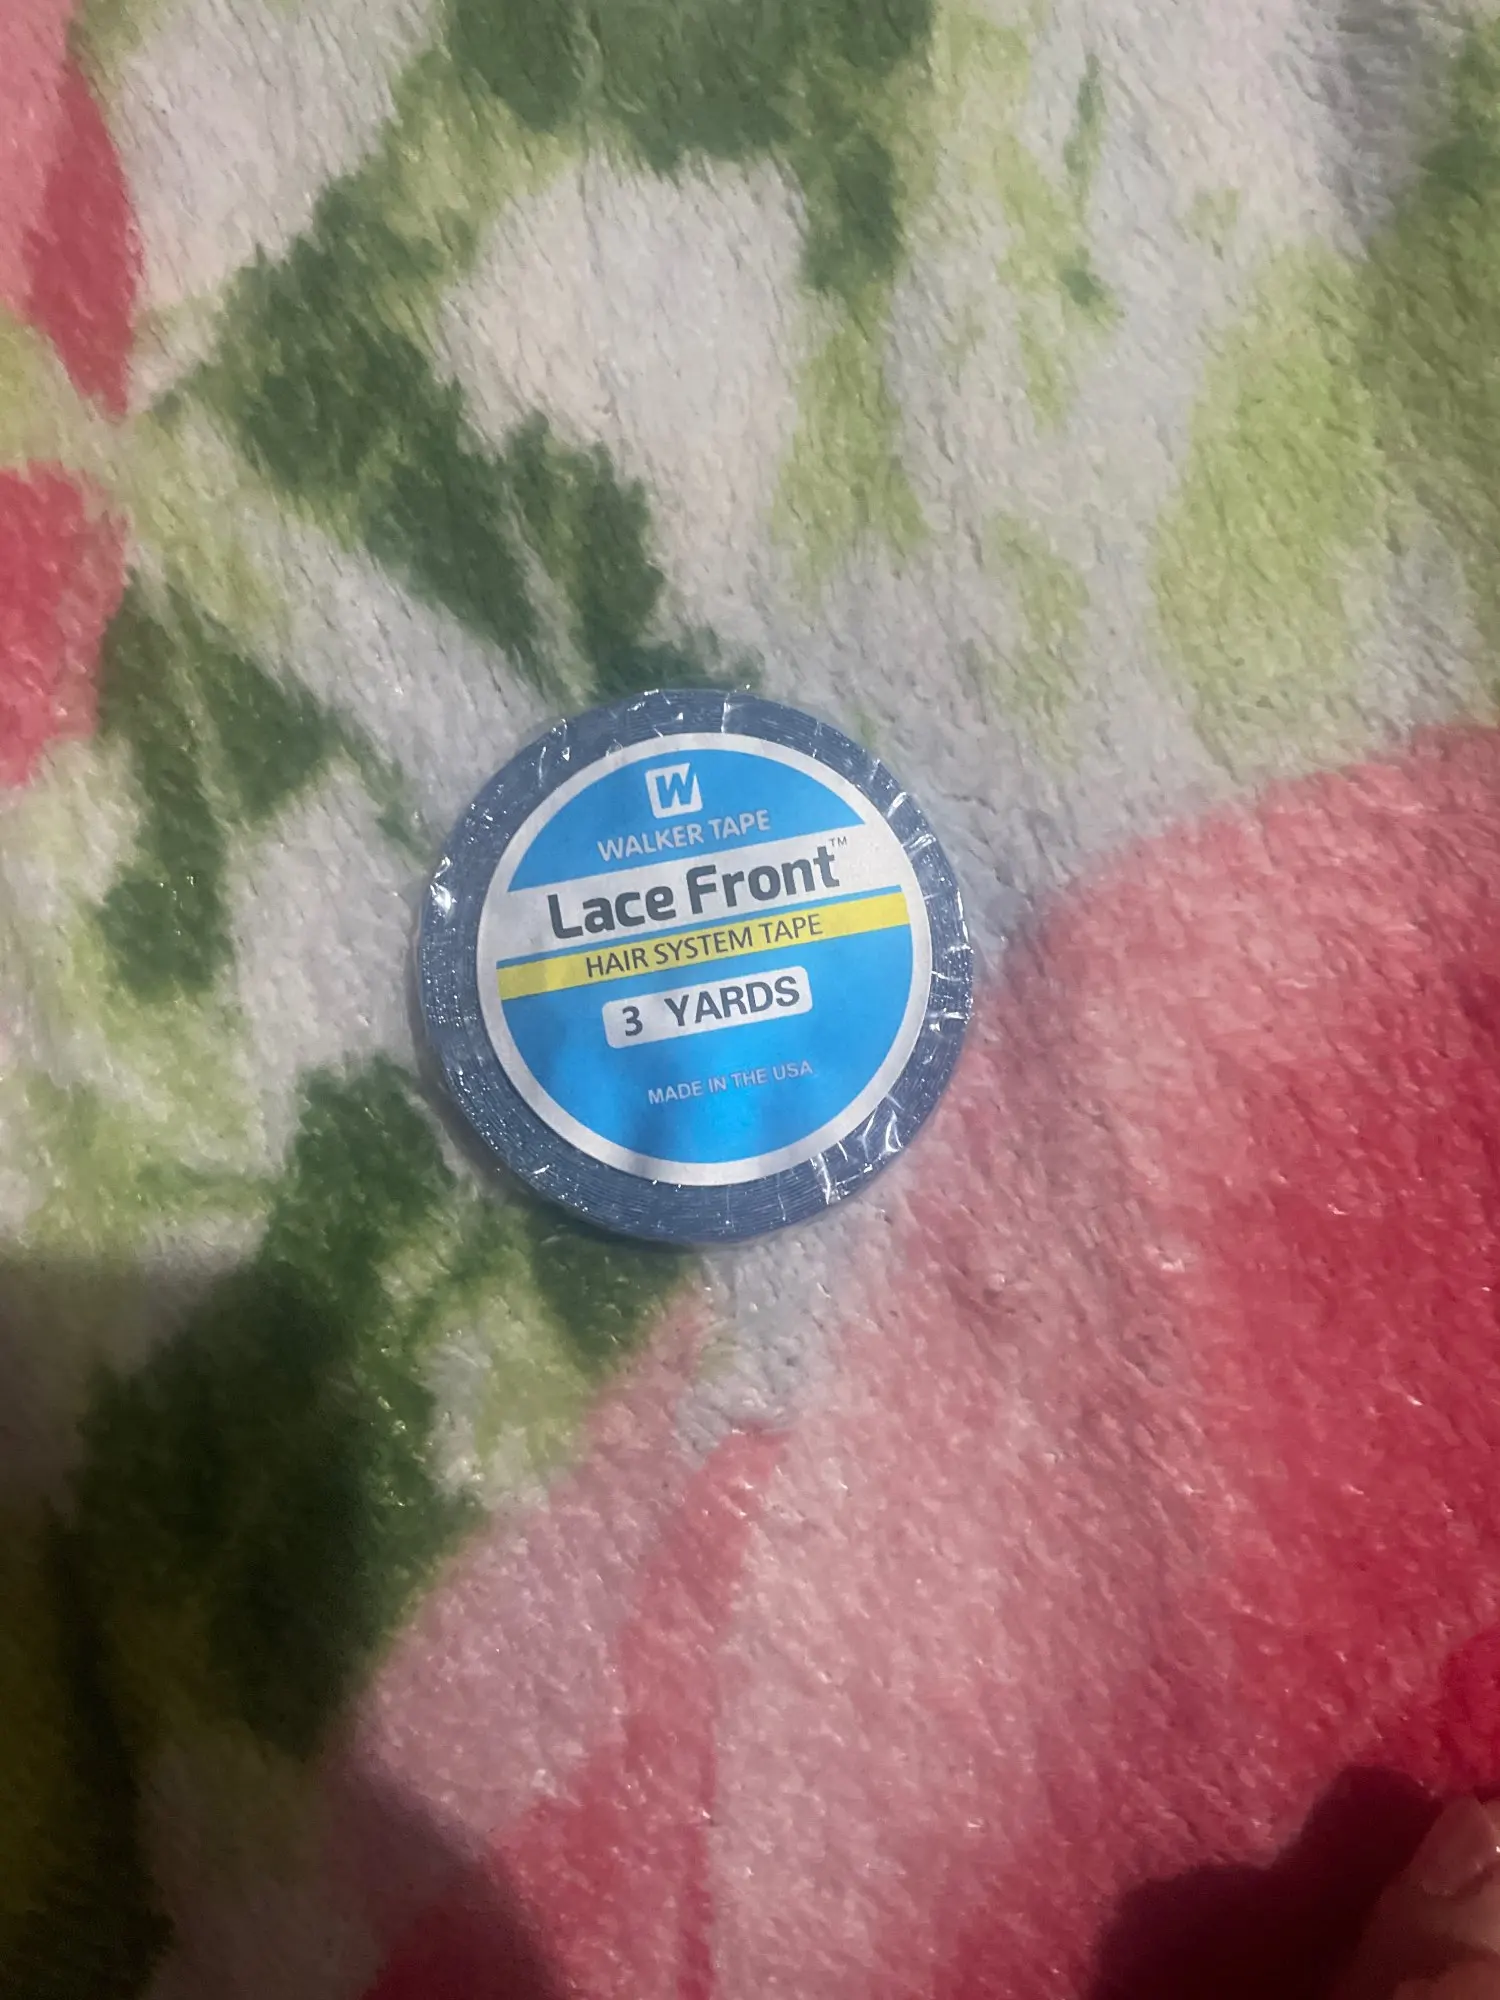 W
WALKER TAPE
Lace Front™
HAIR SYSTEM TAPE
3 YARDS
MADE IN THE USA